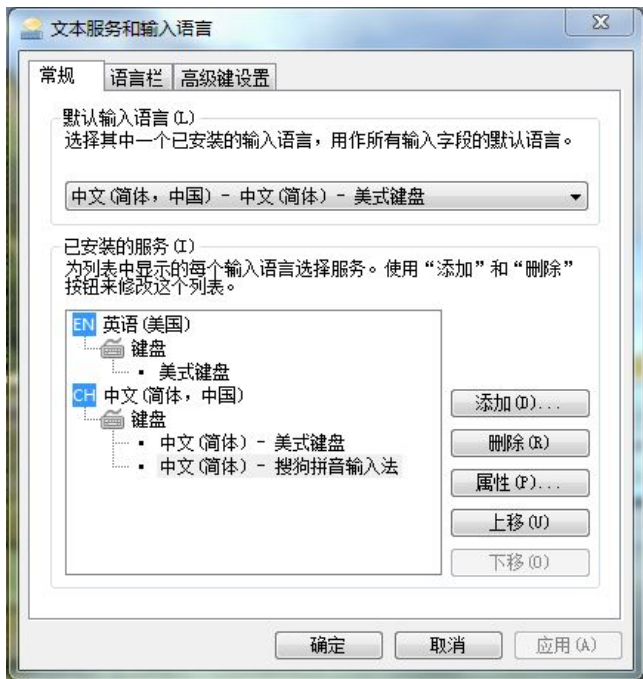 文本服务和输入语言
常规 语言栏 高级键设置
默认输入语言(L)
选择其中一个已安装的输入语言，用作所有输入字段的默认语言。
中文(简体，中国) - 中文(简体) - 美式键盘
已安装的服务(I)
为列表中显示的每个输入语言选择服务。使用“添加”和“删除”
按钮来修改这个列表。
EN 英语(美国)
键盘
美式键盘
CH 中文(简体，中国)
键盘
中文(简体) - 美式键盘
中文(简体) - 搜狗拼音输入法
添加(D)...
删除(R)
属性(P)...
上移(U)
下移(O)
确定 取消 应用(A)